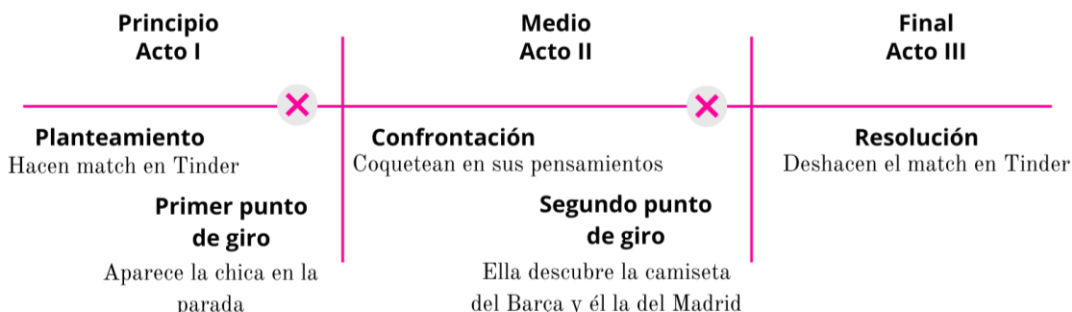 Principio
Acto I
Medio
Acto II
Final
Acto III
Planteamiento
Hacen match en Tinder
Confrontación
Coquetean en sus pensamientos
Resolución
Deshacen el match en Tinder
Primer punto
de giro
Aparece la chica en la
parada
Segundo punto
de giro
Ella descubre la camiseta
del Barca y él la del Madrid